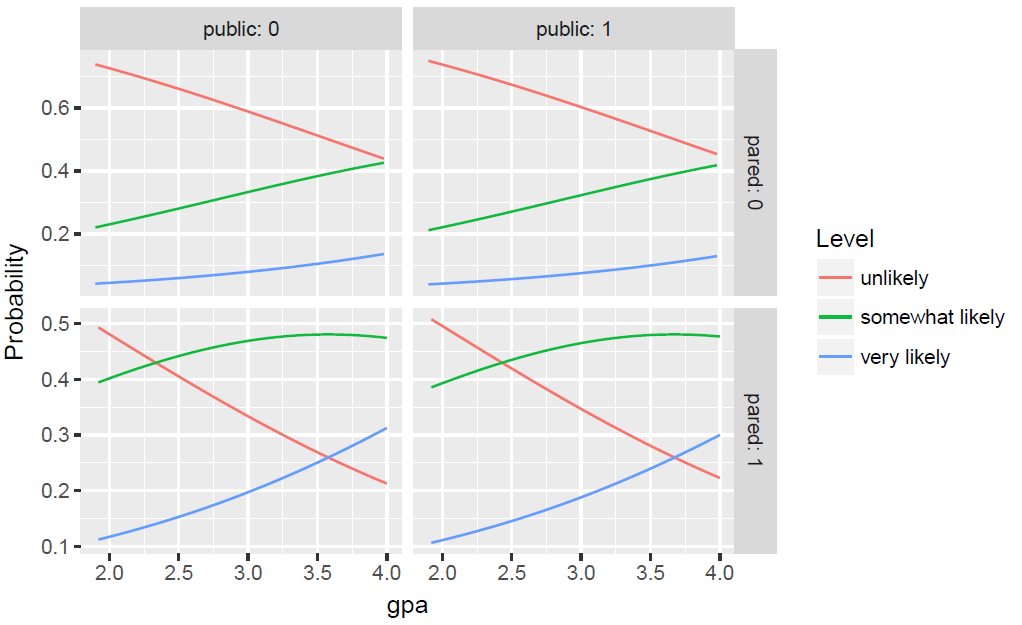 public: 0
public: 1
0.6
0.4
0.2
pared: 0
Probability
0.5
0.4
0.3
0.2
0.1
pared: 1
2.0 2.5 3.0 3.5 4.0
2.0 2.5 3.0 3.5 4.0
gpa
Level
unlikely
somewhat likely
very likely